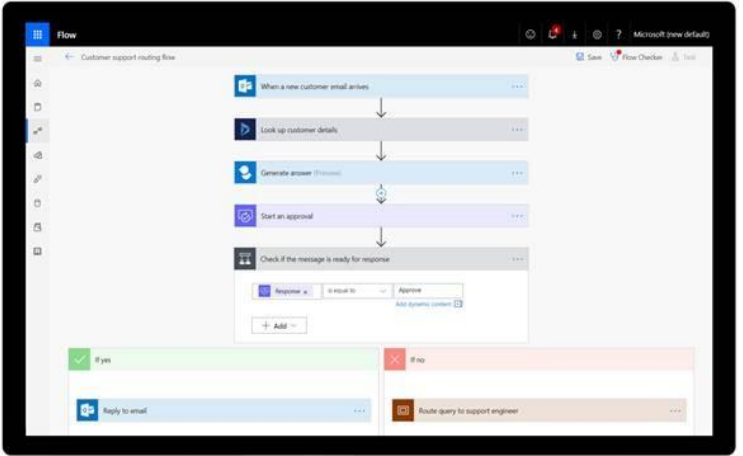 Flow
4
?
Microsoft (new default)
Customer support routing flow
Save
Flow Checker
Test
When a new customer email arrives
Look up customer details
Generate answer (Preview)
Start an approval
Check if the message is ready for response
Response x
is equal to
Approve
Add dynamic content
+ Add
If yes
If no
Reply to email
Route query to support engineer